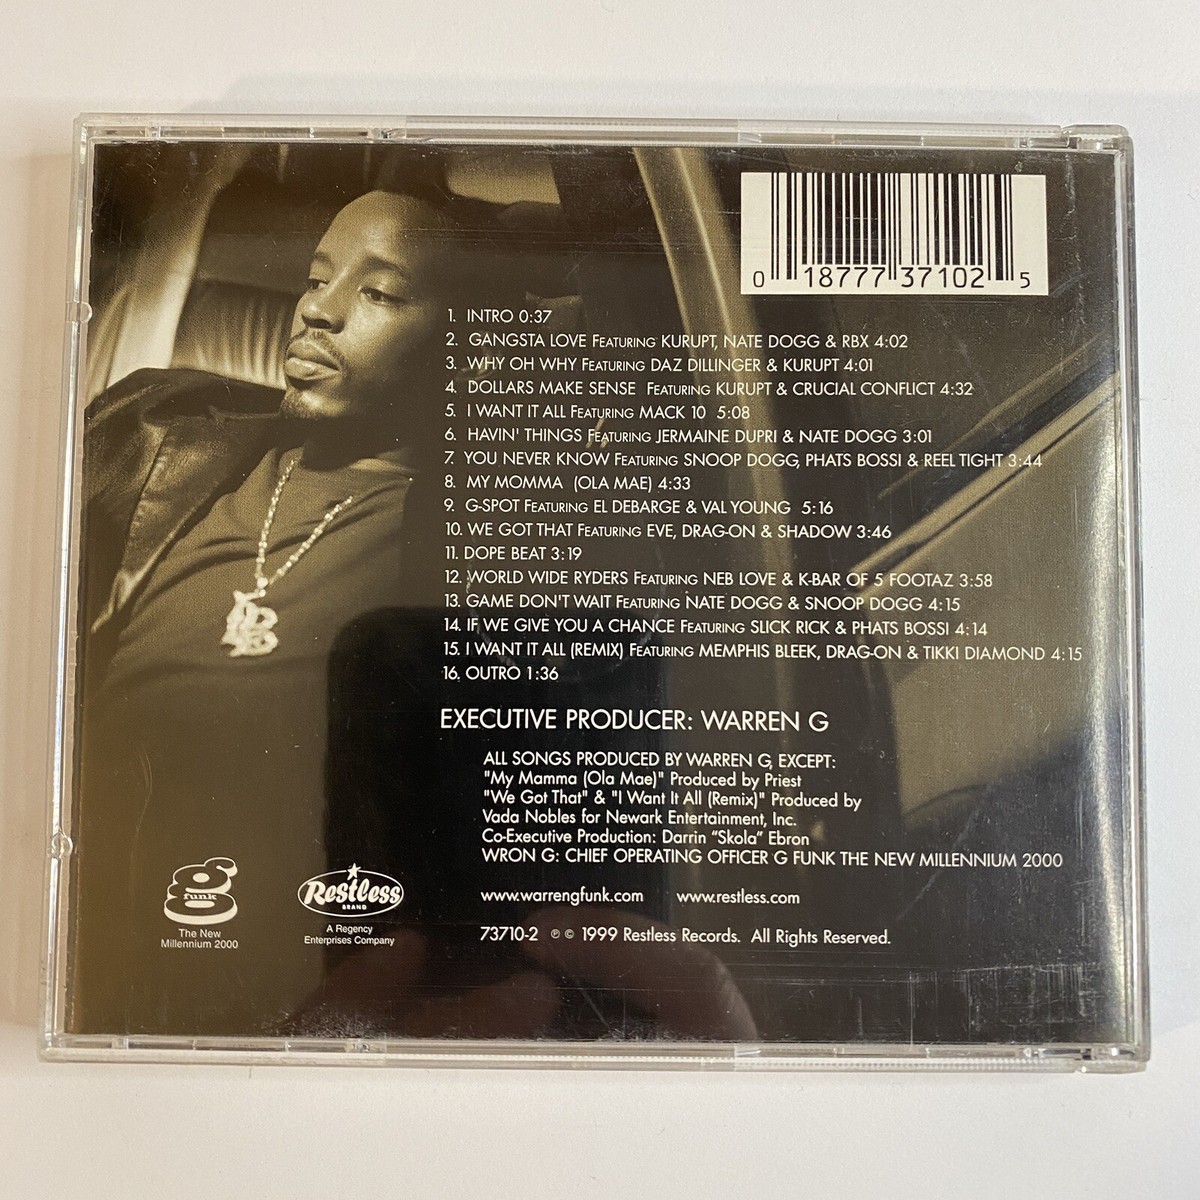 0 18777 37102 5
1. INTRO 0:37
2. GANGSTA LOVE FEATURING KURUPT, NATE DOGG & RBX 4:02
3. WHY OH WHY FEATURING DAZ DILLINGER & KURUPT 4:01
4. DOLLARS MAKE SENSE FEATURING KURUPT & CRUCIAL CONFLICT 4:32
5. I WANT IT ALL FEATURING MACK 10 5:08
6. HAVIN' THINGS FEATURING JERMAINE DUPRI & NATE DOGG 3:01
7. YOU NEVER KNOW FEATURING SNOOP DOGG, PHATS BOSSI & REEL TIGHT 3:44
8. MY MOMMA (OLA MAE) 4:33
9. G-SPOT FEATURING EL DEBARGE & VAL YOUNG 5:16
10. WE GOT THAT FEATURING EVE, DRAG-ON & SHADOW 3:46
11. DOPE BEAT 3:19
12. WORLD WIDE RYDERS FEATURING NEB LOVE & K-BAR OF 5 FOOTAZ 3:58
13. GAME DON'T WAIT FEATURING NATE DOGG & SNOOP DOGG 4:15
14. IF WE GIVE YOU A CHANCE FEATURING SLICK RICK & PHATS BOSSI 4:14
15. I WANT IT ALL (REMIX) FEATURING MEMPHIS BLEEK, DRAG-ON & TIKKI DIAMOND 4:15
16. OUTRO 1:36
EXECUTIVE PRODUCER: WARREN G
ALL SONGS PRODUCED BY WARREN G, EXCEPT:
"My Mamma (Ola Mae)" Produced by Priest
"We Got That" & "I Want It All (Remix)" Produced by
Vada Nobles for Newark Entertainment, Inc.
Co-Executive Production: Darrin "Skola" Ebron
WRON G: CHIEF OPERATING OFFICER G FUNK THE NEW MILLENNIUM 2000
www.warrengfunk.com www.restless.com
73710-2 ℗ © 1999 Restless Records. All Rights Reserved.
g
funk
The New
Millennium 2000
Restless
BRAND
A Regency
Enterprises Company